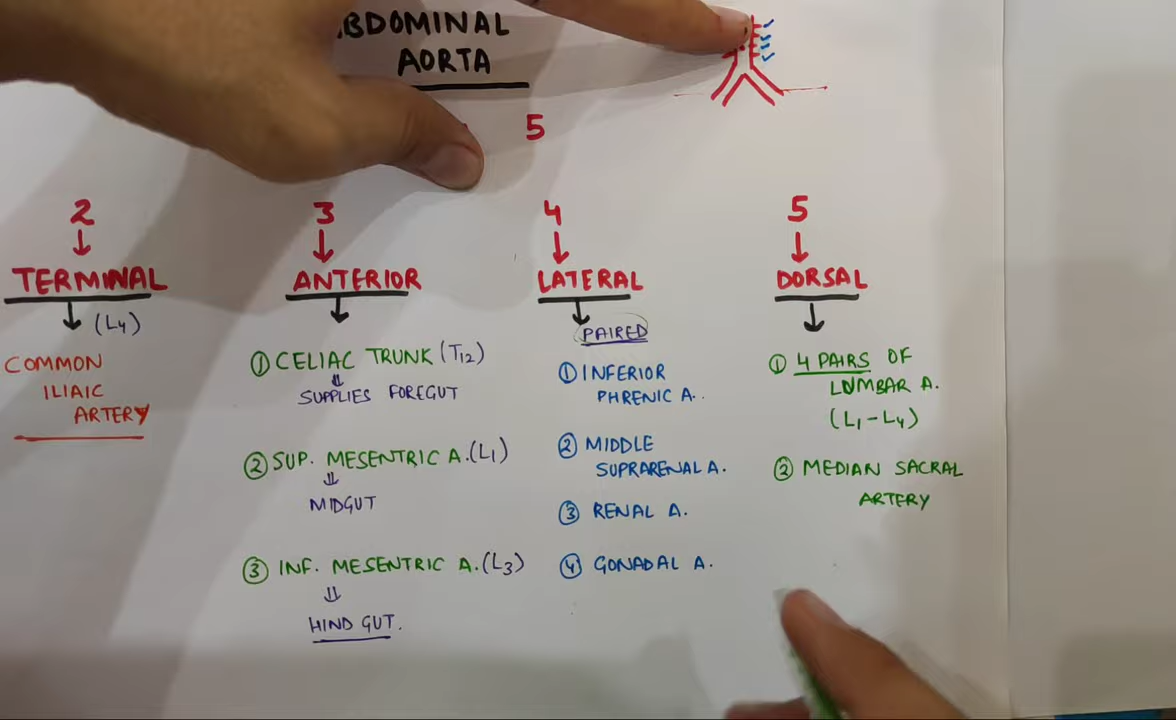 ABDOMINAL
AORTA
5
2
TERMINAL
(L4)
COMMON
ILIAIC
ARTERY
3
ANTERIOR
① CELIAC TRUNK (T12)
SUPPLIES FOREGUT
② SUP. MESENTRIC A. (L1)
MIDGUT
③ INF. MESENTRIC A. (L3)
HIND GUT.
4
LATERAL
PAIRED
① INFERIOR
PHRENIC A.
② MIDDLE
SUPRARENAL A.
③ RENAL A.
④ GONADAL A.
5
DORSAL
① 4 PAIRS OF
LUMBAR A.
(L1-L4)
② MEDIAN SACRAL
ARTERY